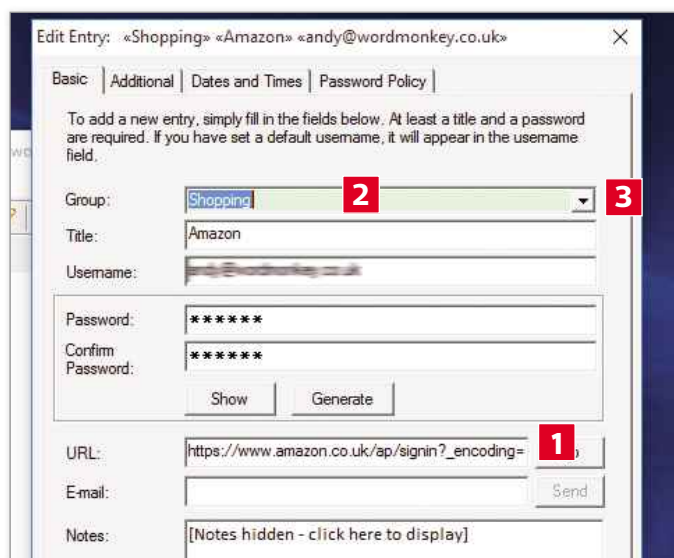 Edit Entry: «Shopping» «Amazon» «andy@wordmonkey.co.uk»
Basic Additional Dates and Times Password Policy
To add a new entry, simply fill in the fields below. At least a title and a password
are required. If you have set a default username, it will appear in the username
field.
Group: Shopping 2 3
Title: Amazon
Username:
Password: ******
Confirm
Password: ******
Show Generate
URL: https://www.amazon.co.uk/ap/signin?_encoding= 1
E-mail: Send
Notes: [Notes hidden - click here to display]